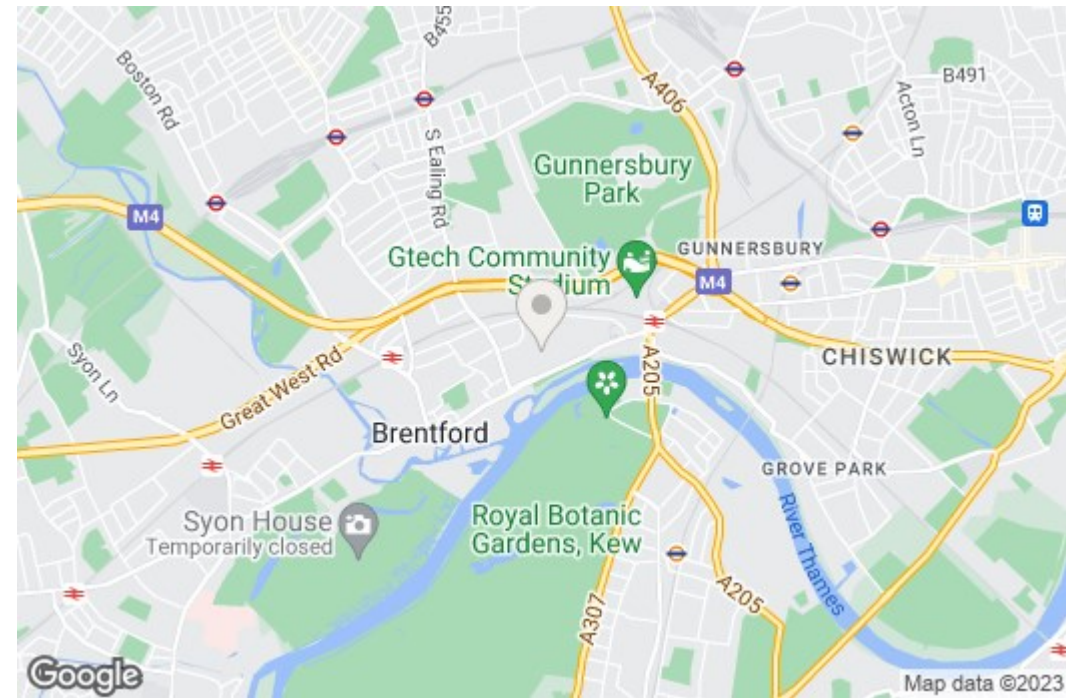 B455
Boston Rd
A406
B491
Acton Ln
S Ealing Rd
Gunnersbury
Park
M4
Gtech Community
Stadium
GUNNERSBURY
M4
Syon Ln
Great West Rd
A205
CHISWICK
Brentford
GROVE PARK
Syon House
Temporarily closed
Royal Botanic
Gardens, Kew
River Thames
A205
A307
Google
Map data ©2023